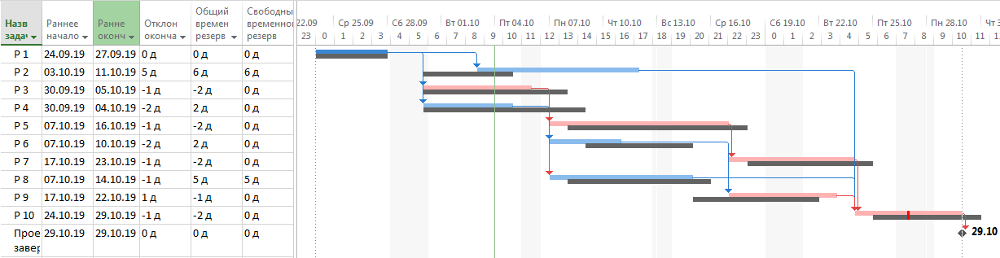 Назв
задач
Раннее
начало
Ранне
оконч
Отклон
оконча
Общий
времен
резерв
Свободны
временно
резерв
22.09 Ср 25.09 Сб 28.09 Вт 01.10 Пт 04.10 Пн 07.10 Чт 10.10 Вс 13.10 Ср 16.10 Сб 19.10 Вт 22.10 Пт 25.10 Пн 28.10 Чт 3
23 0 1 2 3 4 5 6 7 8 9 10 11 12 13 14 15 16 17 18 19 20 21 22 23 0 1 2 3 4 5 6 7 8 9 10 11
Р 1 24.09.19 27.09.19 0 д 0 д 0 д
Р 2 03.10.19 11.10.19 5 д 6 д 6 д
Р 3 30.09.19 05.10.19 -1 д -2 д 0 д
Р 4 30.09.19 04.10.19 -2 д 2 д 0 д
Р 5 07.10.19 16.10.19 -1 д -2 д 0 д
Р 6 07.10.19 10.10.19 -2 д 2 д 0 д
Р 7 17.10.19 23.10.19 -1 д -2 д 0 д
Р 8 07.10.19 14.10.19 -1 д 5 д 5 д
Р 9 17.10.19 22.10.19 1 д -1 д 0 д
Р 10 24.10.19 29.10.19 -1 д -2 д 0 д
Прое 29.10.19 29.10.19 0 д 0 д 0 д 29.10
завер